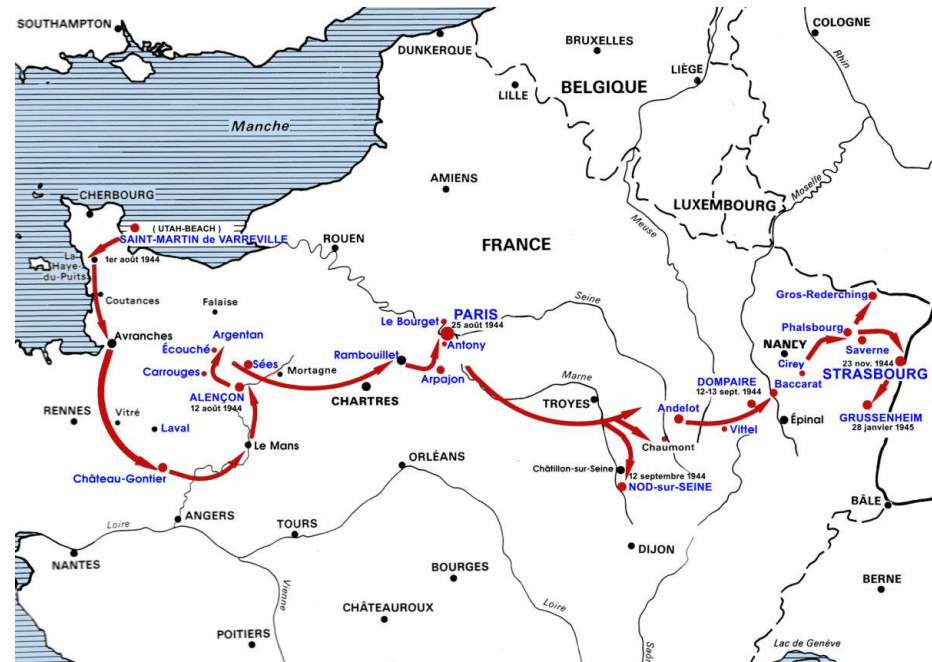 SOUTHAMPTON
COLOGNE
DUNKERQUE
BRUXELLES
Rhin
LIÈGE
BELGIQUE
LILLE
Manche
AMIENS
CHERBOURG
Moselle
LUXEMBOURG
( UTAH-BEACH )
SAINT-MARTIN de VARREVILLE
ROUEN
Meuse
FRANCE
La
Haye-
du-Puits
1er août 1944
Coutances
Falaise
Seine
Gros-Rederching
PARIS
25 août 1944
Le Bourget
Avranches
Argentan
Phalsbourg
Antony
NANCY
Saverne
Écouché
Rambouillet
Cirey
23 nov. 1944
STRASBOURG
Carrouges
Sées
Mortagne
Arpajon
Marne
DOMPAIRE
12-13 sept. 1944
Baccarat
ALENÇON
12 août 1944
CHARTRES
TROYES
Andelot
GRUSSENHEIM
28 janvier 1945
RENNES
Vitré
Laval
Vittel
Épinal
Le Mans
Chaumont
ORLÉANS
Château-Gontier
Châtillon-sur-Seine
12 septembre 1944
NOD-sur-SEINE
BÂLE
ANGERS
Loire
TOURS
DIJON
NANTES
BOURGES
BERNE
Vienne
CHÂTEAUROUX
Loire
POITIERS
Lac de Genève